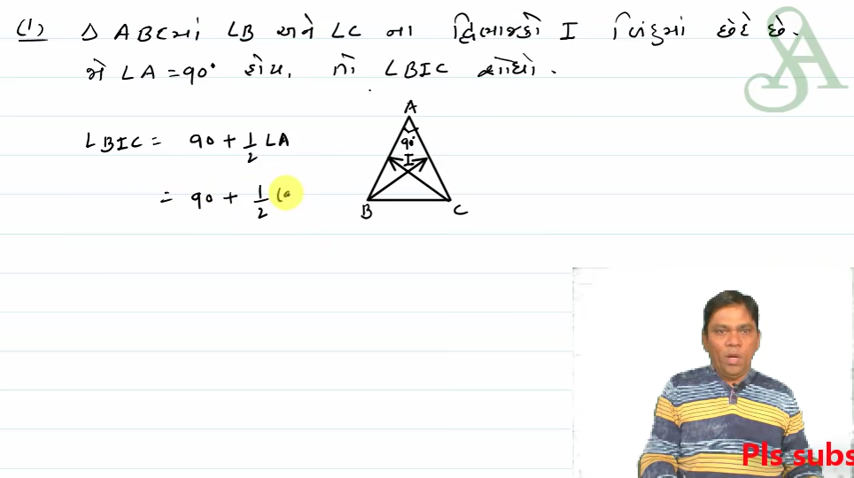 (1) Δ ABCમાં ∠B અને ∠C ના દ્વિભાજકો I બિંદુમાં છેદે છે.
જો ∠A = 90° હોય, તો ∠BIC શોધો.
∠BIC = 90 + 1/2 ∠A
= 90 + 1/2 (
A
90°
I
B
C
Pls subs